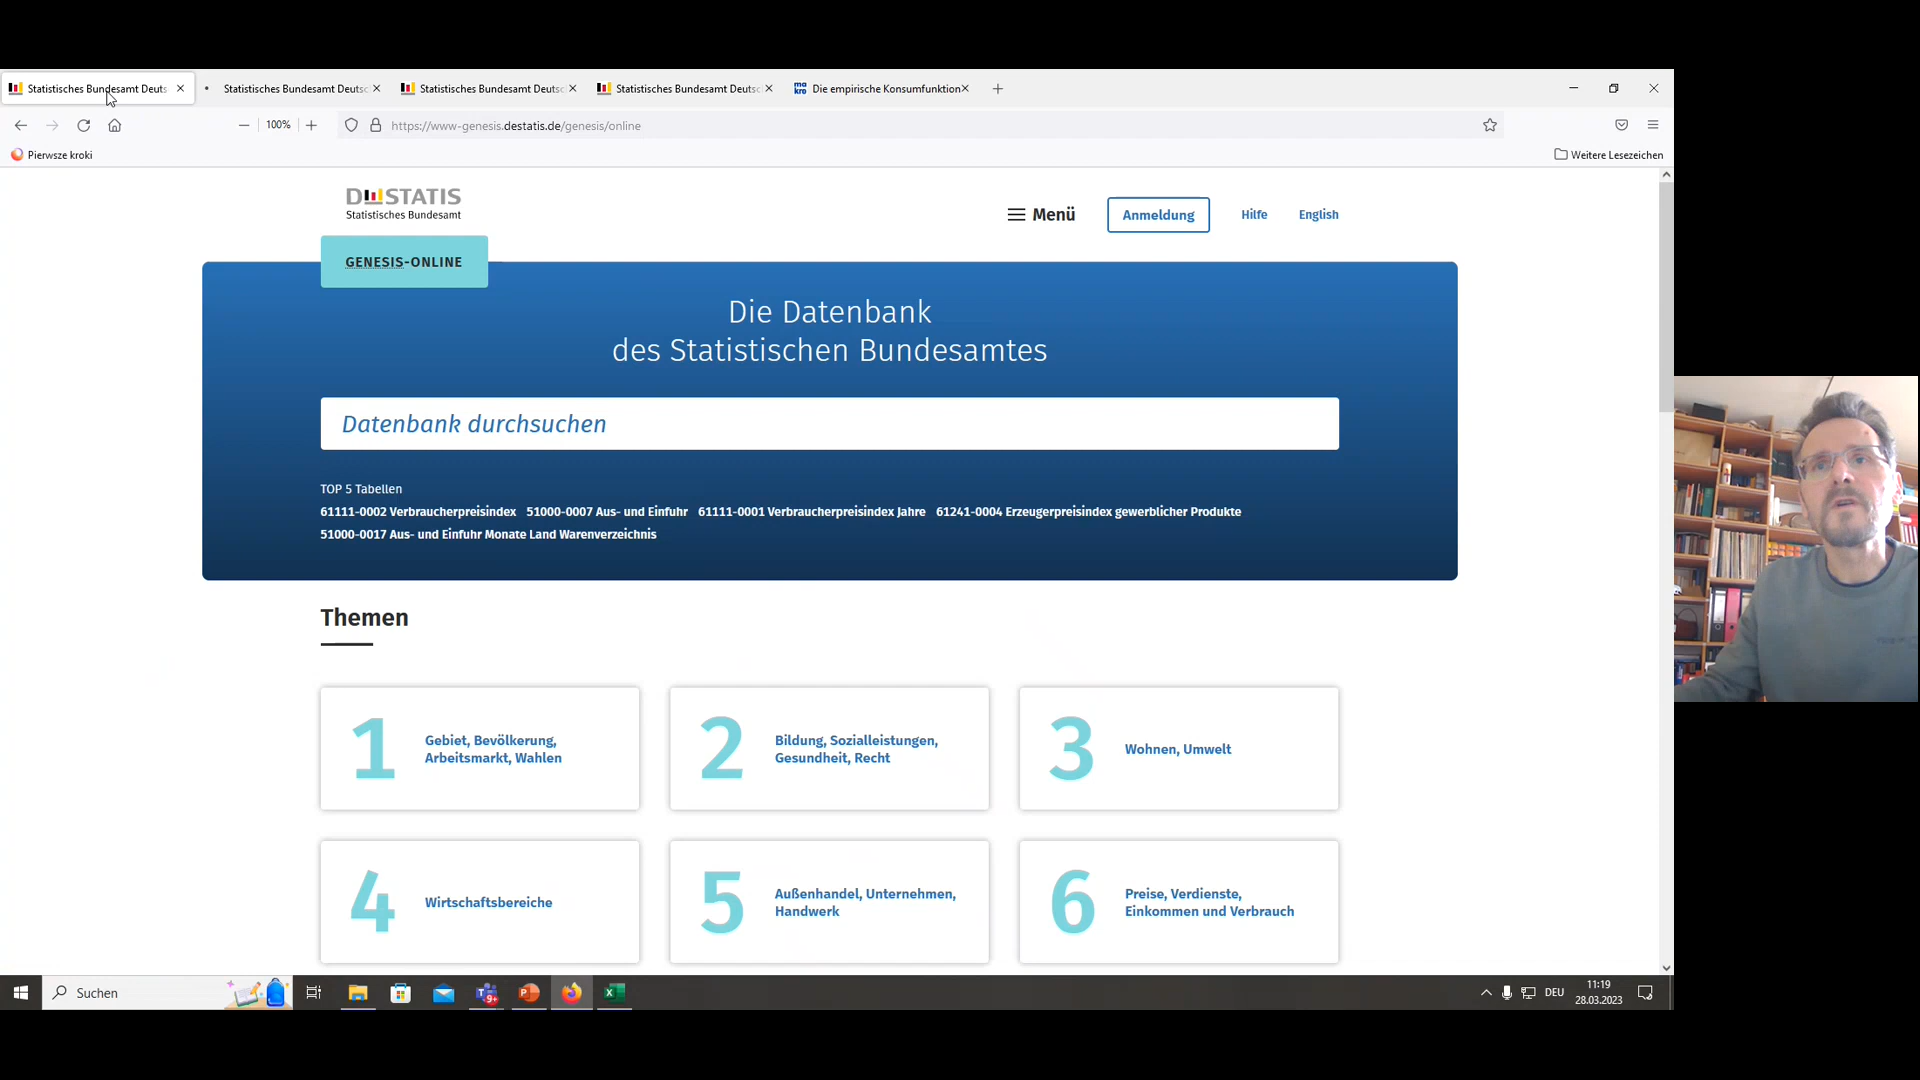 Statistisches Bundesamt Deuts
Statistisches Bundesamt Deutsc
Statistisches Bundesamt Deutsc
Statistisches Bundesamt Deutsc
Die empirische Konsumfunktion
100%
https://www-genesis.destatis.de/genesis/online
Pierwsze kroki
Weitere Lesezeichen
DESTATIS
Statistisches Bundesamt
Menü
Anmeldung
Hilfe
English
GENESIS-ONLINE
Die Datenbank
des Statistischen Bundesamtes
Datenbank durchsuchen
TOP 5 Tabellen
61111-0002 Verbraucherpreisindex 51000-0007 Aus- und Einfuhr 61111-0001 Verbraucherpreisindex Jahre 61241-0004 Erzeugerpreisindex gewerblicher Produkte
51000-0017 Aus- und Einfuhr Monate Land Warenverzeichnis
Themen
1
Gebiet, Bevölkerung,
Arbeitsmarkt, Wahlen
2
Bildung, Sozialleistungen,
Gesundheit, Recht
3
Wohnen, Umwelt
4
Wirtschaftsbereiche
5
Außenhandel, Unternehmen,
Handwerk
6
Preise, Verdienste,
Einkommen und Verbrauch
Suchen
DEU
11:19
28.03.2023